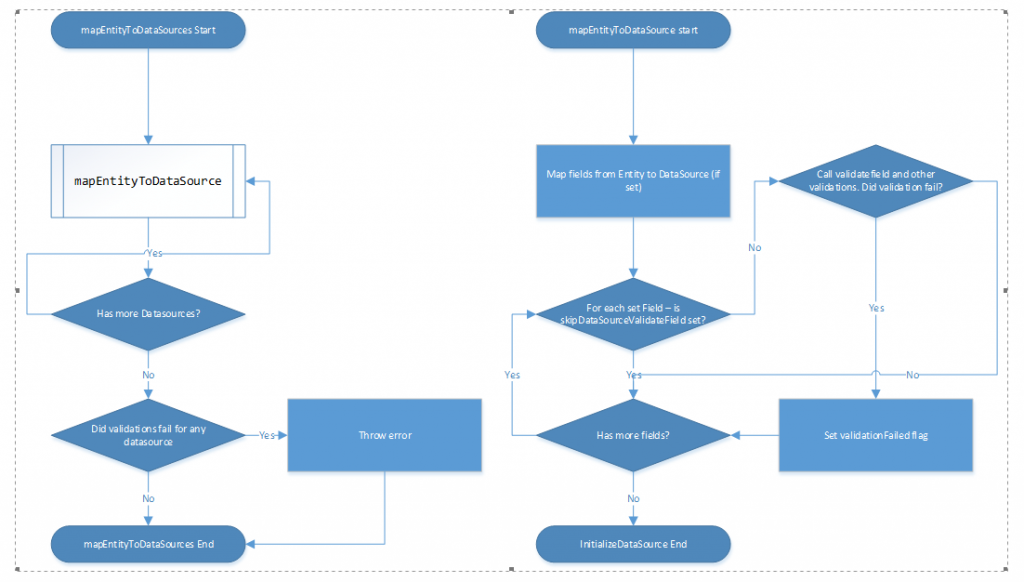 mapEntityToDataSources Start
mapEntityToDataSource
Yes
Has more Datasources?
No
Did validations fail for any
datasource
Yes
Throw error
No
mapEntityToDataSources End
mapEntityToDataSource start
Map fields from Entity to DataSource (if
set)
Call validatefield and other
validations. Did validation fail?
No
For each set Field – is
skipDataSourceValidateField set?
Yes
Yes
Yes
No
Has more fields?
Set validationFailed flag
No
InitializeDataSource End